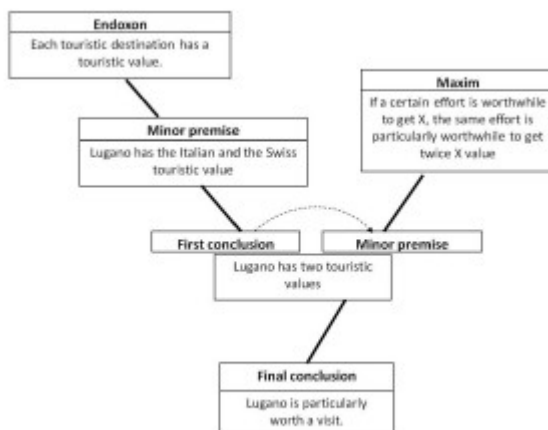 Endoxon
Each touristic destination has a
touristic value.
Maxim
If a certain effort is worthwhile
to get X, the same effort is
particularly worthwhile to get
twice X value
Minor premise
Lugano has the Italian and the Swiss
touristic value
First conclusion
Minor premise
Lugano has two touristic
values
Final conclusion
Lugano is particularly
worth a visit.